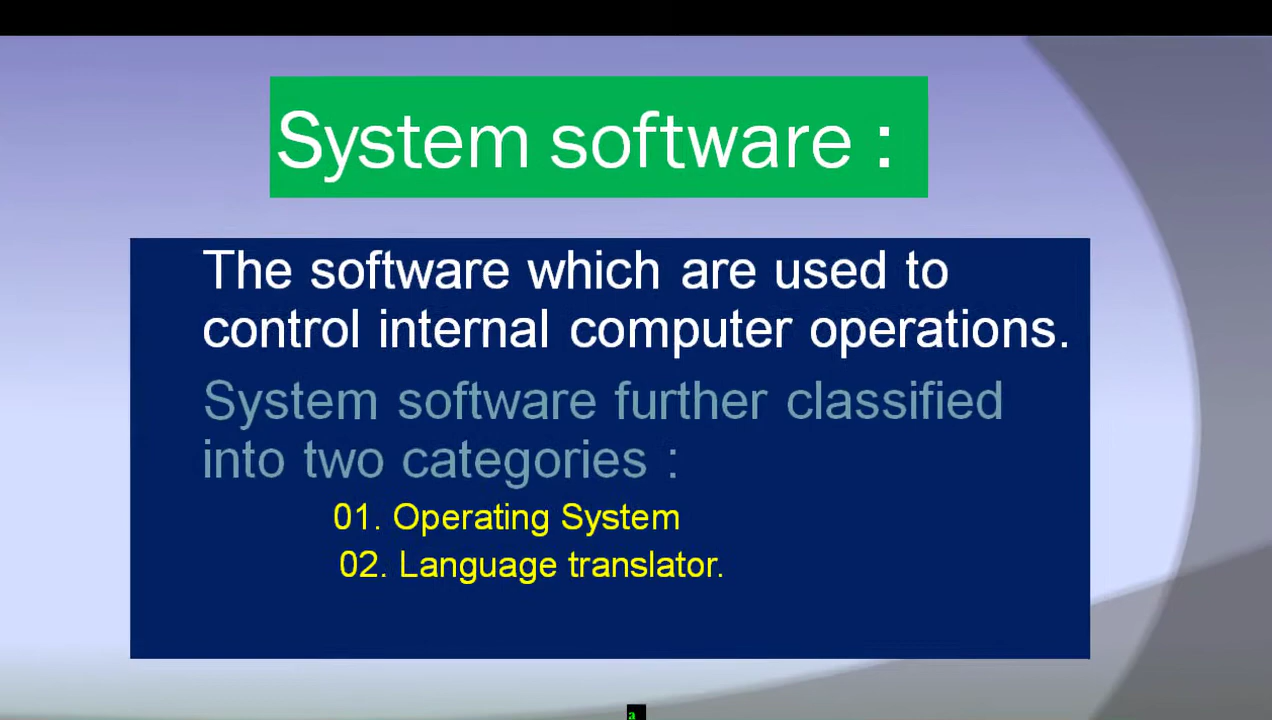 System software :
The software which are used to
control internal computer operations.
System software further classified
into two categories :
01. Operating System
02. Language translator.
a